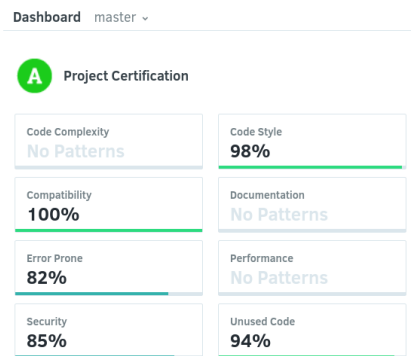 Dashboard master
A Project Certification
Code Complexity
No Patterns
Code Style
98%
Compatibility
100%
Documentation
No Patterns
Error Prone
82%
Performance
No Patterns
Security
85%
Unused Code
94%